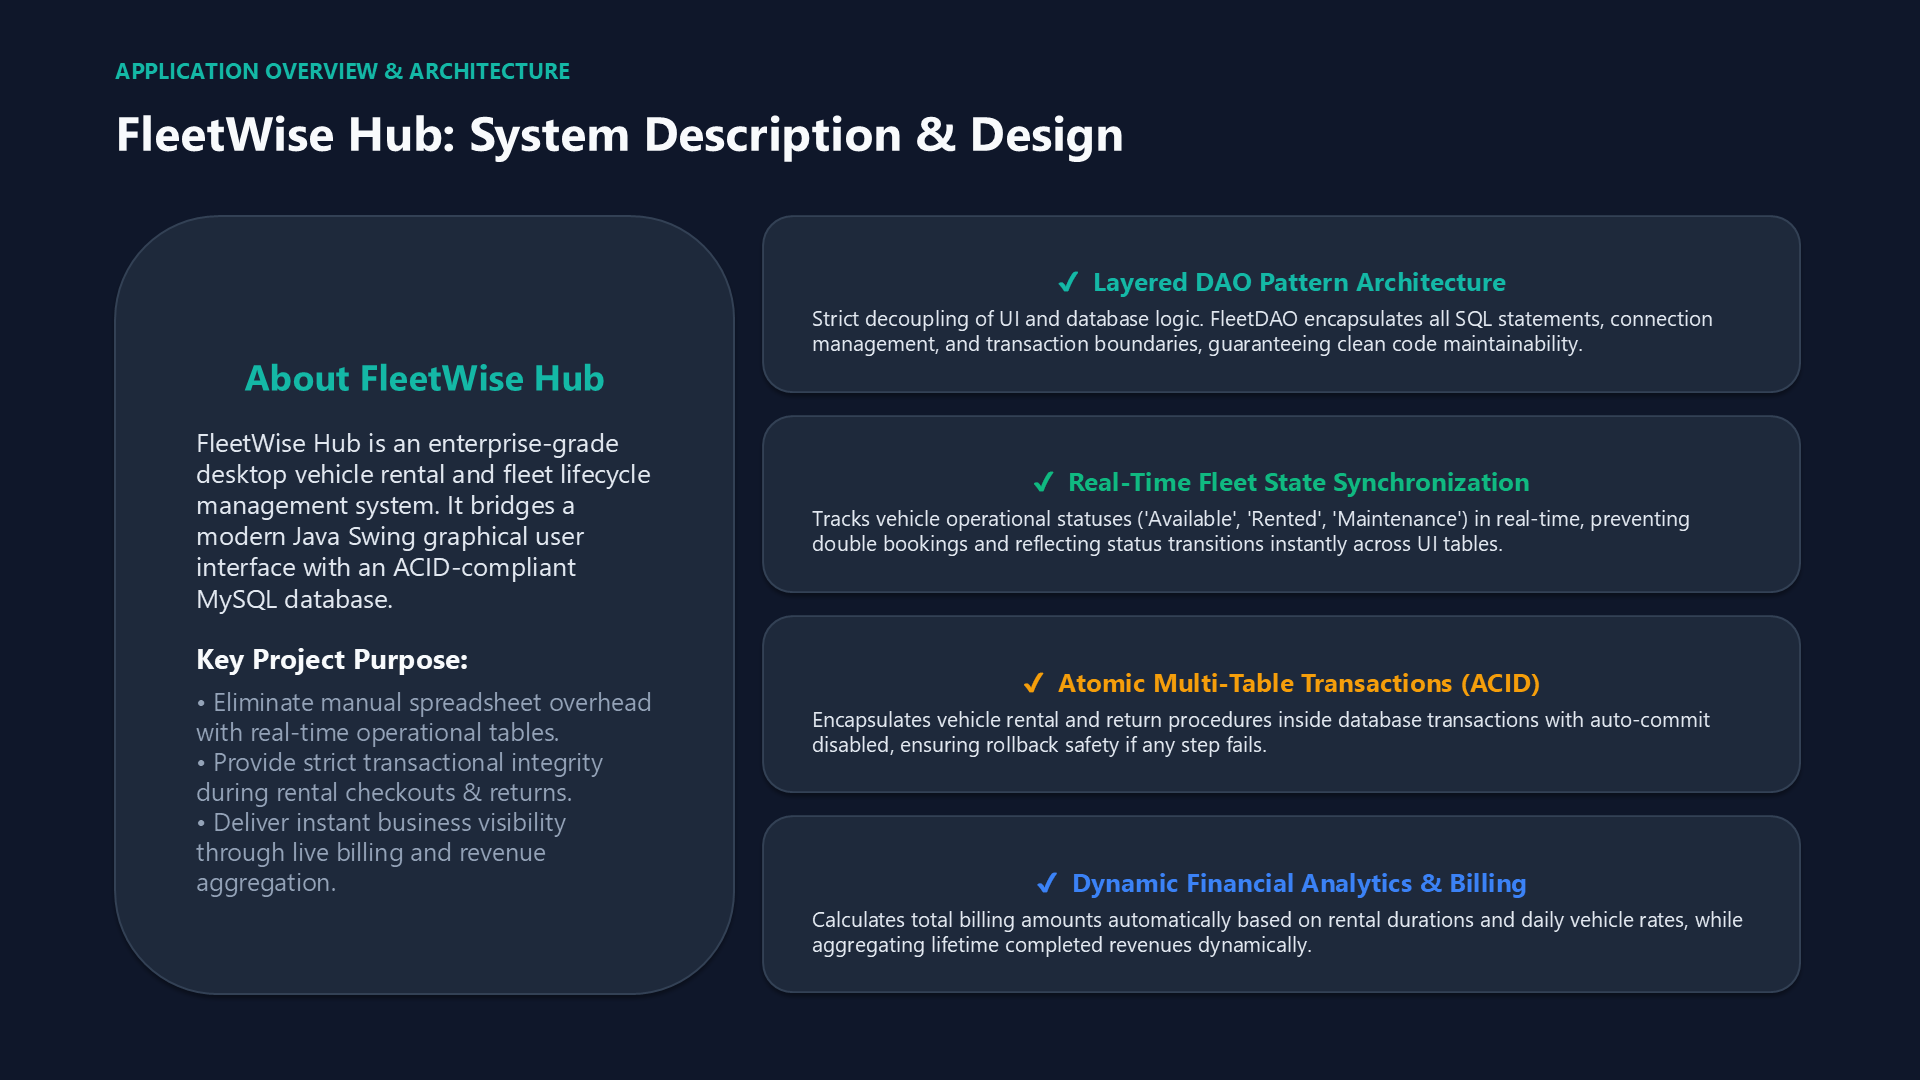 APPLICATION OVERVIEW & ARCHITECTURE
FleetWise Hub: System Description & Design
About FleetWise Hub
FleetWise Hub is an enterprise-grade
desktop vehicle rental and fleet lifecycle
management system. It bridges a
modern Java Swing graphical user
interface with an ACID-compliant
MySQL database.
Key Project Purpose:
• Eliminate manual spreadsheet overhead
with real-time operational tables.
• Provide strict transactional integrity
during rental checkouts & returns.
• Deliver instant business visibility
through live billing and revenue
aggregation.
✓ Layered DAO Pattern Architecture
Strict decoupling of UI and database logic. FleetDAO encapsulates all SQL statements, connection
management, and transaction boundaries, guaranteeing clean code maintainability.
✓ Real-Time Fleet State Synchronization
Tracks vehicle operational statuses ('Available', 'Rented', 'Maintenance') in real-time, preventing
double bookings and reflecting status transitions instantly across UI tables.
✓ Atomic Multi-Table Transactions (ACID)
Encapsulates vehicle rental and return procedures inside database transactions with auto-commit
disabled, ensuring rollback safety if any step fails.
✓ Dynamic Financial Analytics & Billing
Calculates total billing amounts automatically based on rental durations and daily vehicle rates, while
aggregating lifetime completed revenues dynamically.